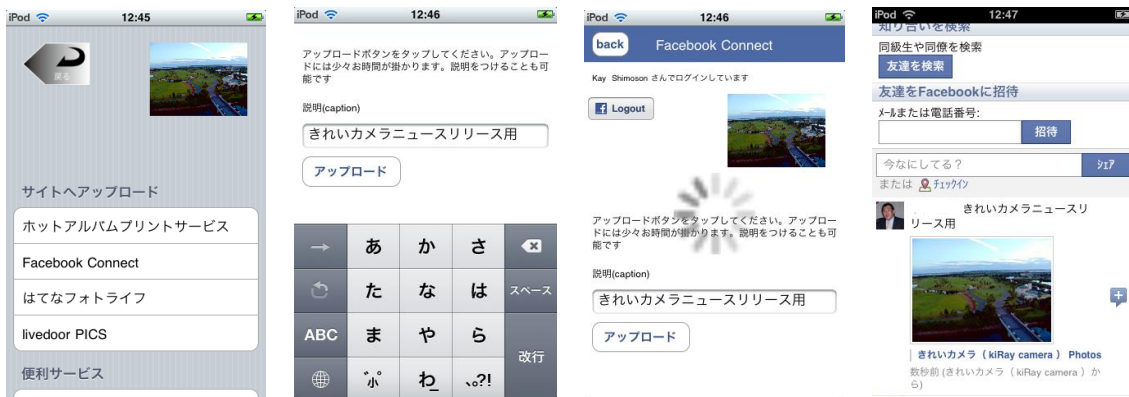 iPod 12:45
戻る
サイトへアップロード
ホットアルバムプリントサービス
Facebook Connect
はてなフォトライフ
livedoor PICS
便利サービス
iPod 12:46
アップロードボタンをタップしてください。アップロー
ドには少々お時間が掛かります。説明をつけることも可
能です
説明(caption)
きれいカメラニュースリリース用
アップロード
→ あ か さ
た な は スペース
ABC ま や ら 改行
小 わ_ 、。?!
iPod 12:46
back Facebook Connect
Kay Shimoson さんでログインしています
Logout
アップロードボタンをタップしてください。アップロー
ドには少々お時間が掛かります。説明をつけることも可
能です
説明(caption)
きれいカメラニュースリリース用
アップロード
iPod 12:47
知り合いを検索
同級生や同僚を検索
友達を検索
友達をFacebookに招待
ﾒｰﾙまたは電話番号:
招待
今なにしてる？ ｼｪｱ
または ﾁｪｯｸｲﾝ
きれいカメラニュースリ
リース用
きれいカメラ（ kiRay camera ） Photos
数秒前 (きれいカメラ（ kiRay camera ）か
ら)